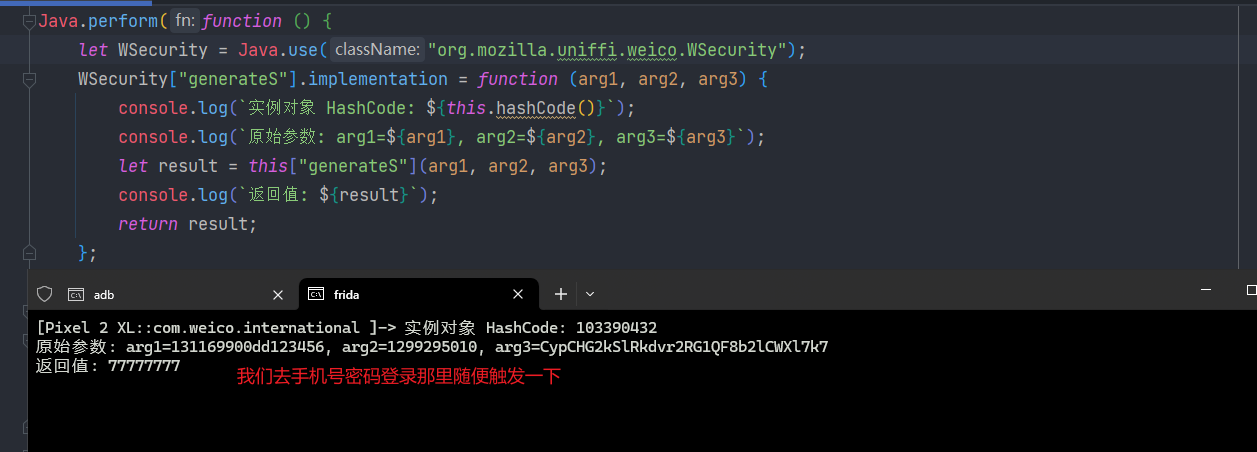 Java.perform( fn: function () {
let WSecurity = Java.use( className: "org.mozilla.uniffi.weico.WSecurity");
WSecurity["generateS"].implementation = function (arg1, arg2, arg3) {
console.log(`实例对象 HashCode: ${this.hashCode()}`);
console.log(`原始参数: arg1=${arg1}, arg2=${arg2}, arg3=${arg3}`);
let result = this["generateS"](arg1, arg2, arg3);
console.log(`返回值: ${result}`);
return result;
};
adb
frida
[Pixel 2 XL::com.weico.international ]-> 实例对象 HashCode: 103390432
原始参数: arg1=131169900dd123456, arg2=1299295010, arg3=CypCHG2kSlRkdvr2RG1QF8b2lCWXl7k7
返回值: 77777777
我们去手机号密码登录那里随便触发一下